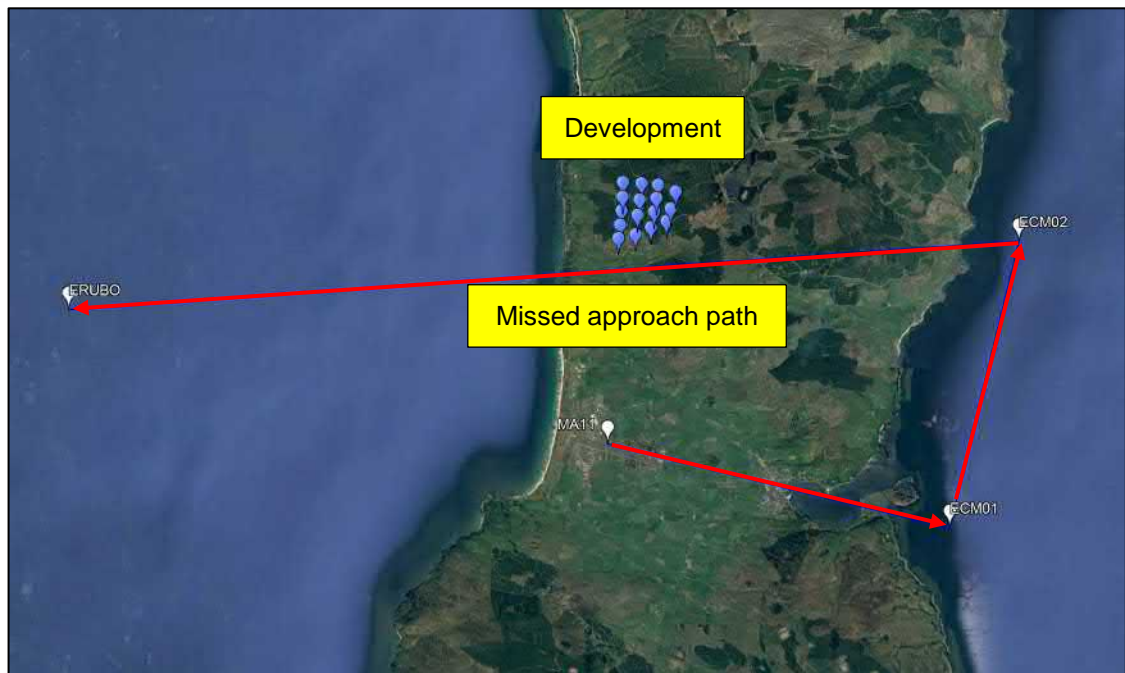 Development
ECM02
ERUBO
Missed approach path
MA11
ECM01